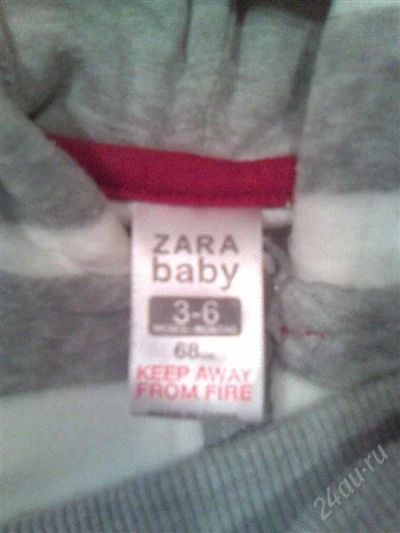 ZARA
baby
3-6
68
KEEP AWAY
FROM FIRE
24au.ru